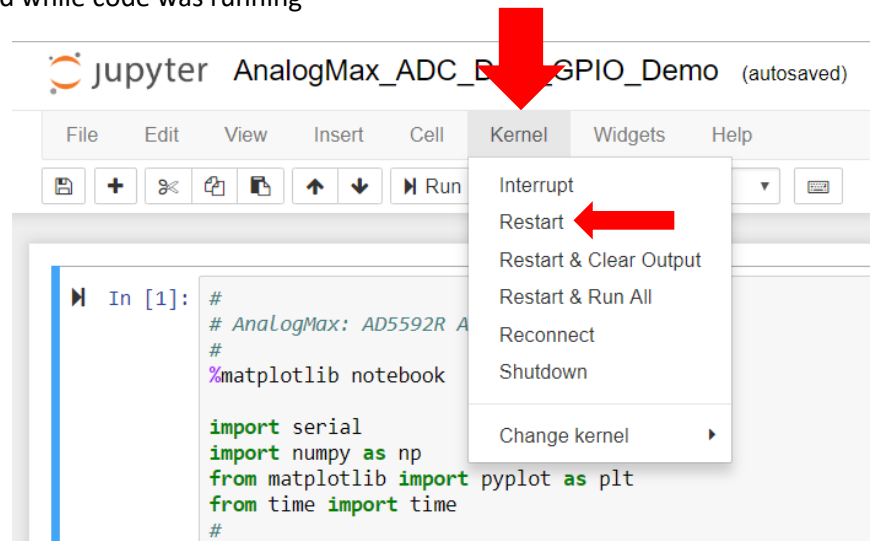 while code was running
jupyter AnalogMax_ADC_ GPIO_Demo (autosaved)
File Edit View Insert Cell Kernel Widgets Help
Run
Interrupt
Restart
Restart & Clear Output
Restart & Run All
Reconnect
Shutdown
Change kernel
In [1]: #
# AnalogMax: AD5592R A
#
%matplotlib notebook
import serial
import numpy as np
from matplotlib import pyplot as plt
from time import time
#